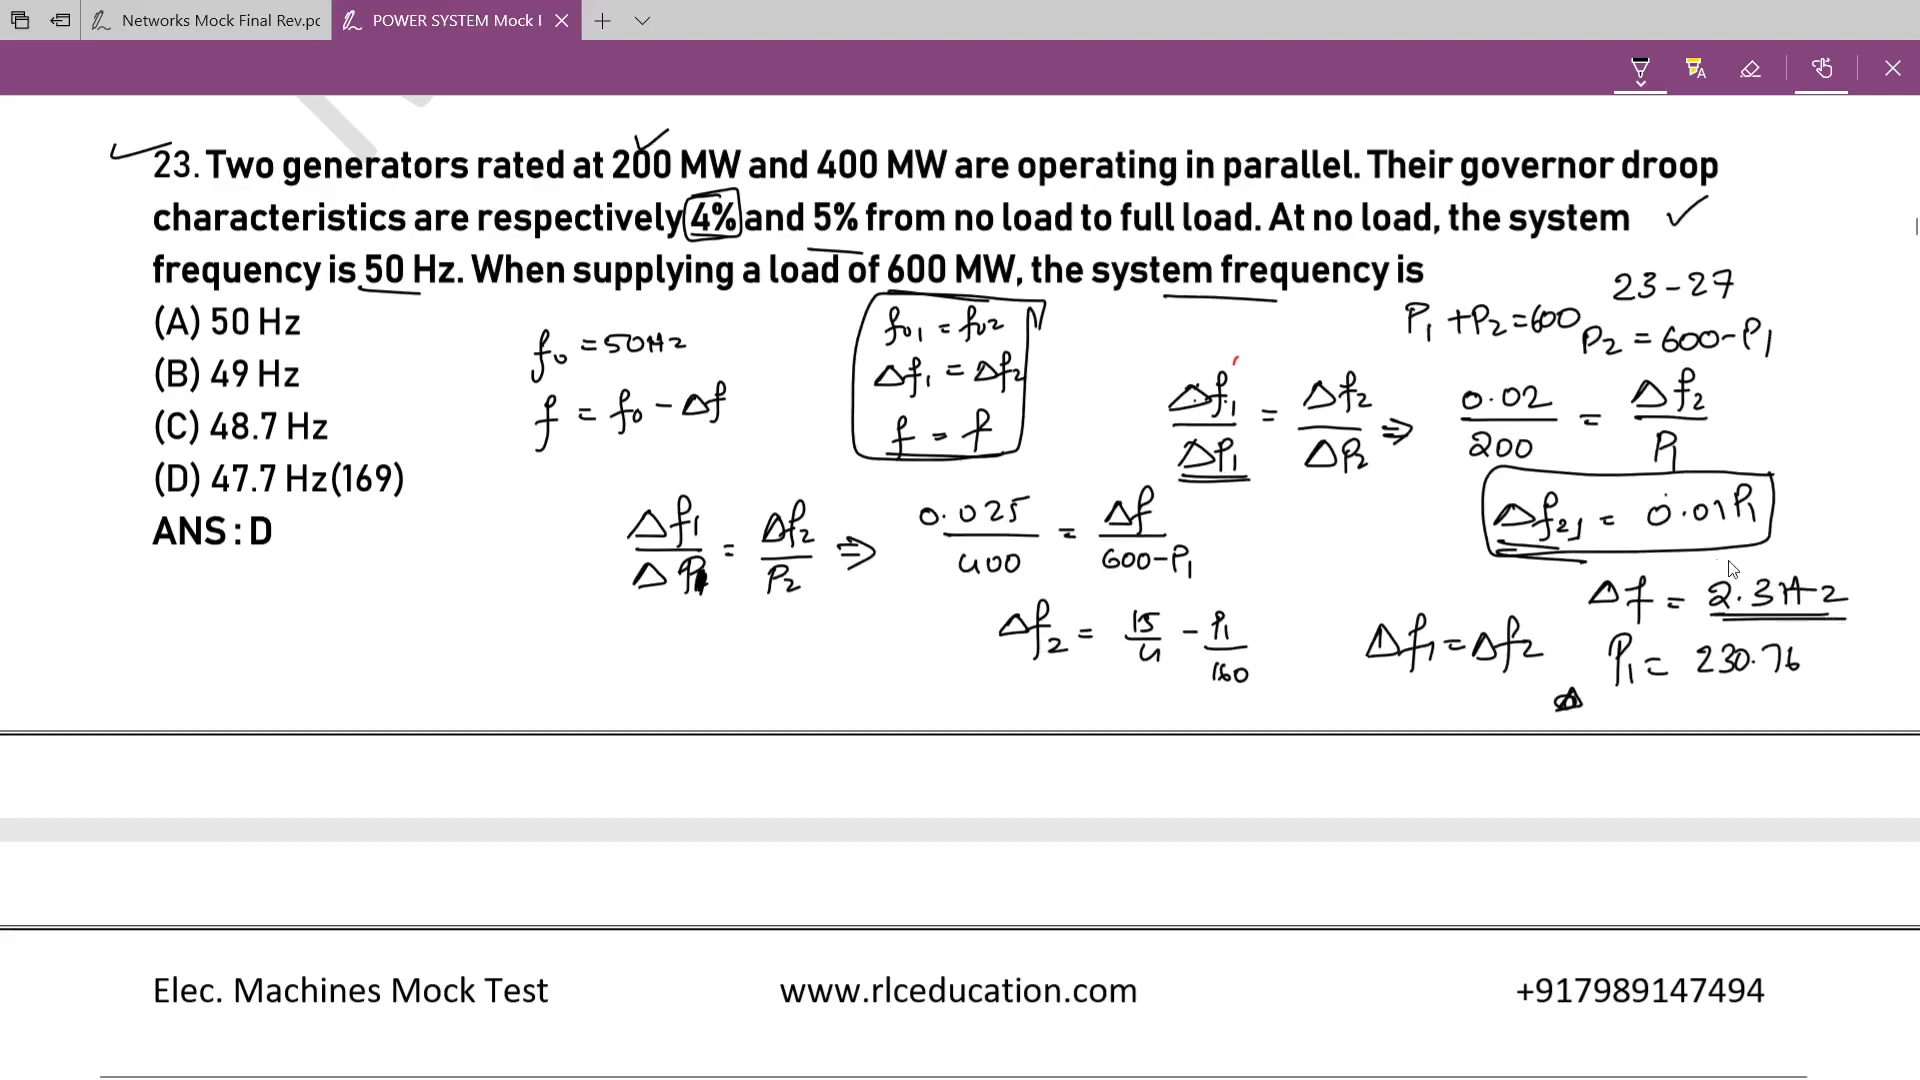 Networks Mock Final Rev.pc
POWER SYSTEM Mock I
23. Two generators rated at 200 MW and 400 MW are operating in parallel. Their governor droop
characteristics are respectively 4% and 5% from no load to full load. At no load, the system
frequency is 50 Hz. When supplying a load of 600 MW, the system frequency is
(A) 50 Hz
(B) 49 Hz
(C) 48.7 Hz
(D) 47.7 Hz(169)
ANS : D
23-27
f₀ = 50Hz
f = f₀ - Δf
f₀₁ = f₀₂
Δf₁ = Δf₂
f = f
P₁ + P₂ = 600
P₂ = 600-P₁
Δf₁/ΔP₁ = Δf₂/ΔP₂ ⇒ 0.02/200 = Δf₂/P₁
Δf₂ = 0.01P₁
Δf₁/ΔP₁ = Δf₂/P₂ ⇒ 0.025/400 = Δf/600-P₁
Δf₂ = 15/4 - P₁/160
Δf₁ = Δf₂
Δf = 2.3Hz
P₁ = 230.76
Elec. Machines Mock Test
www.rlceducation.com
+917989147494